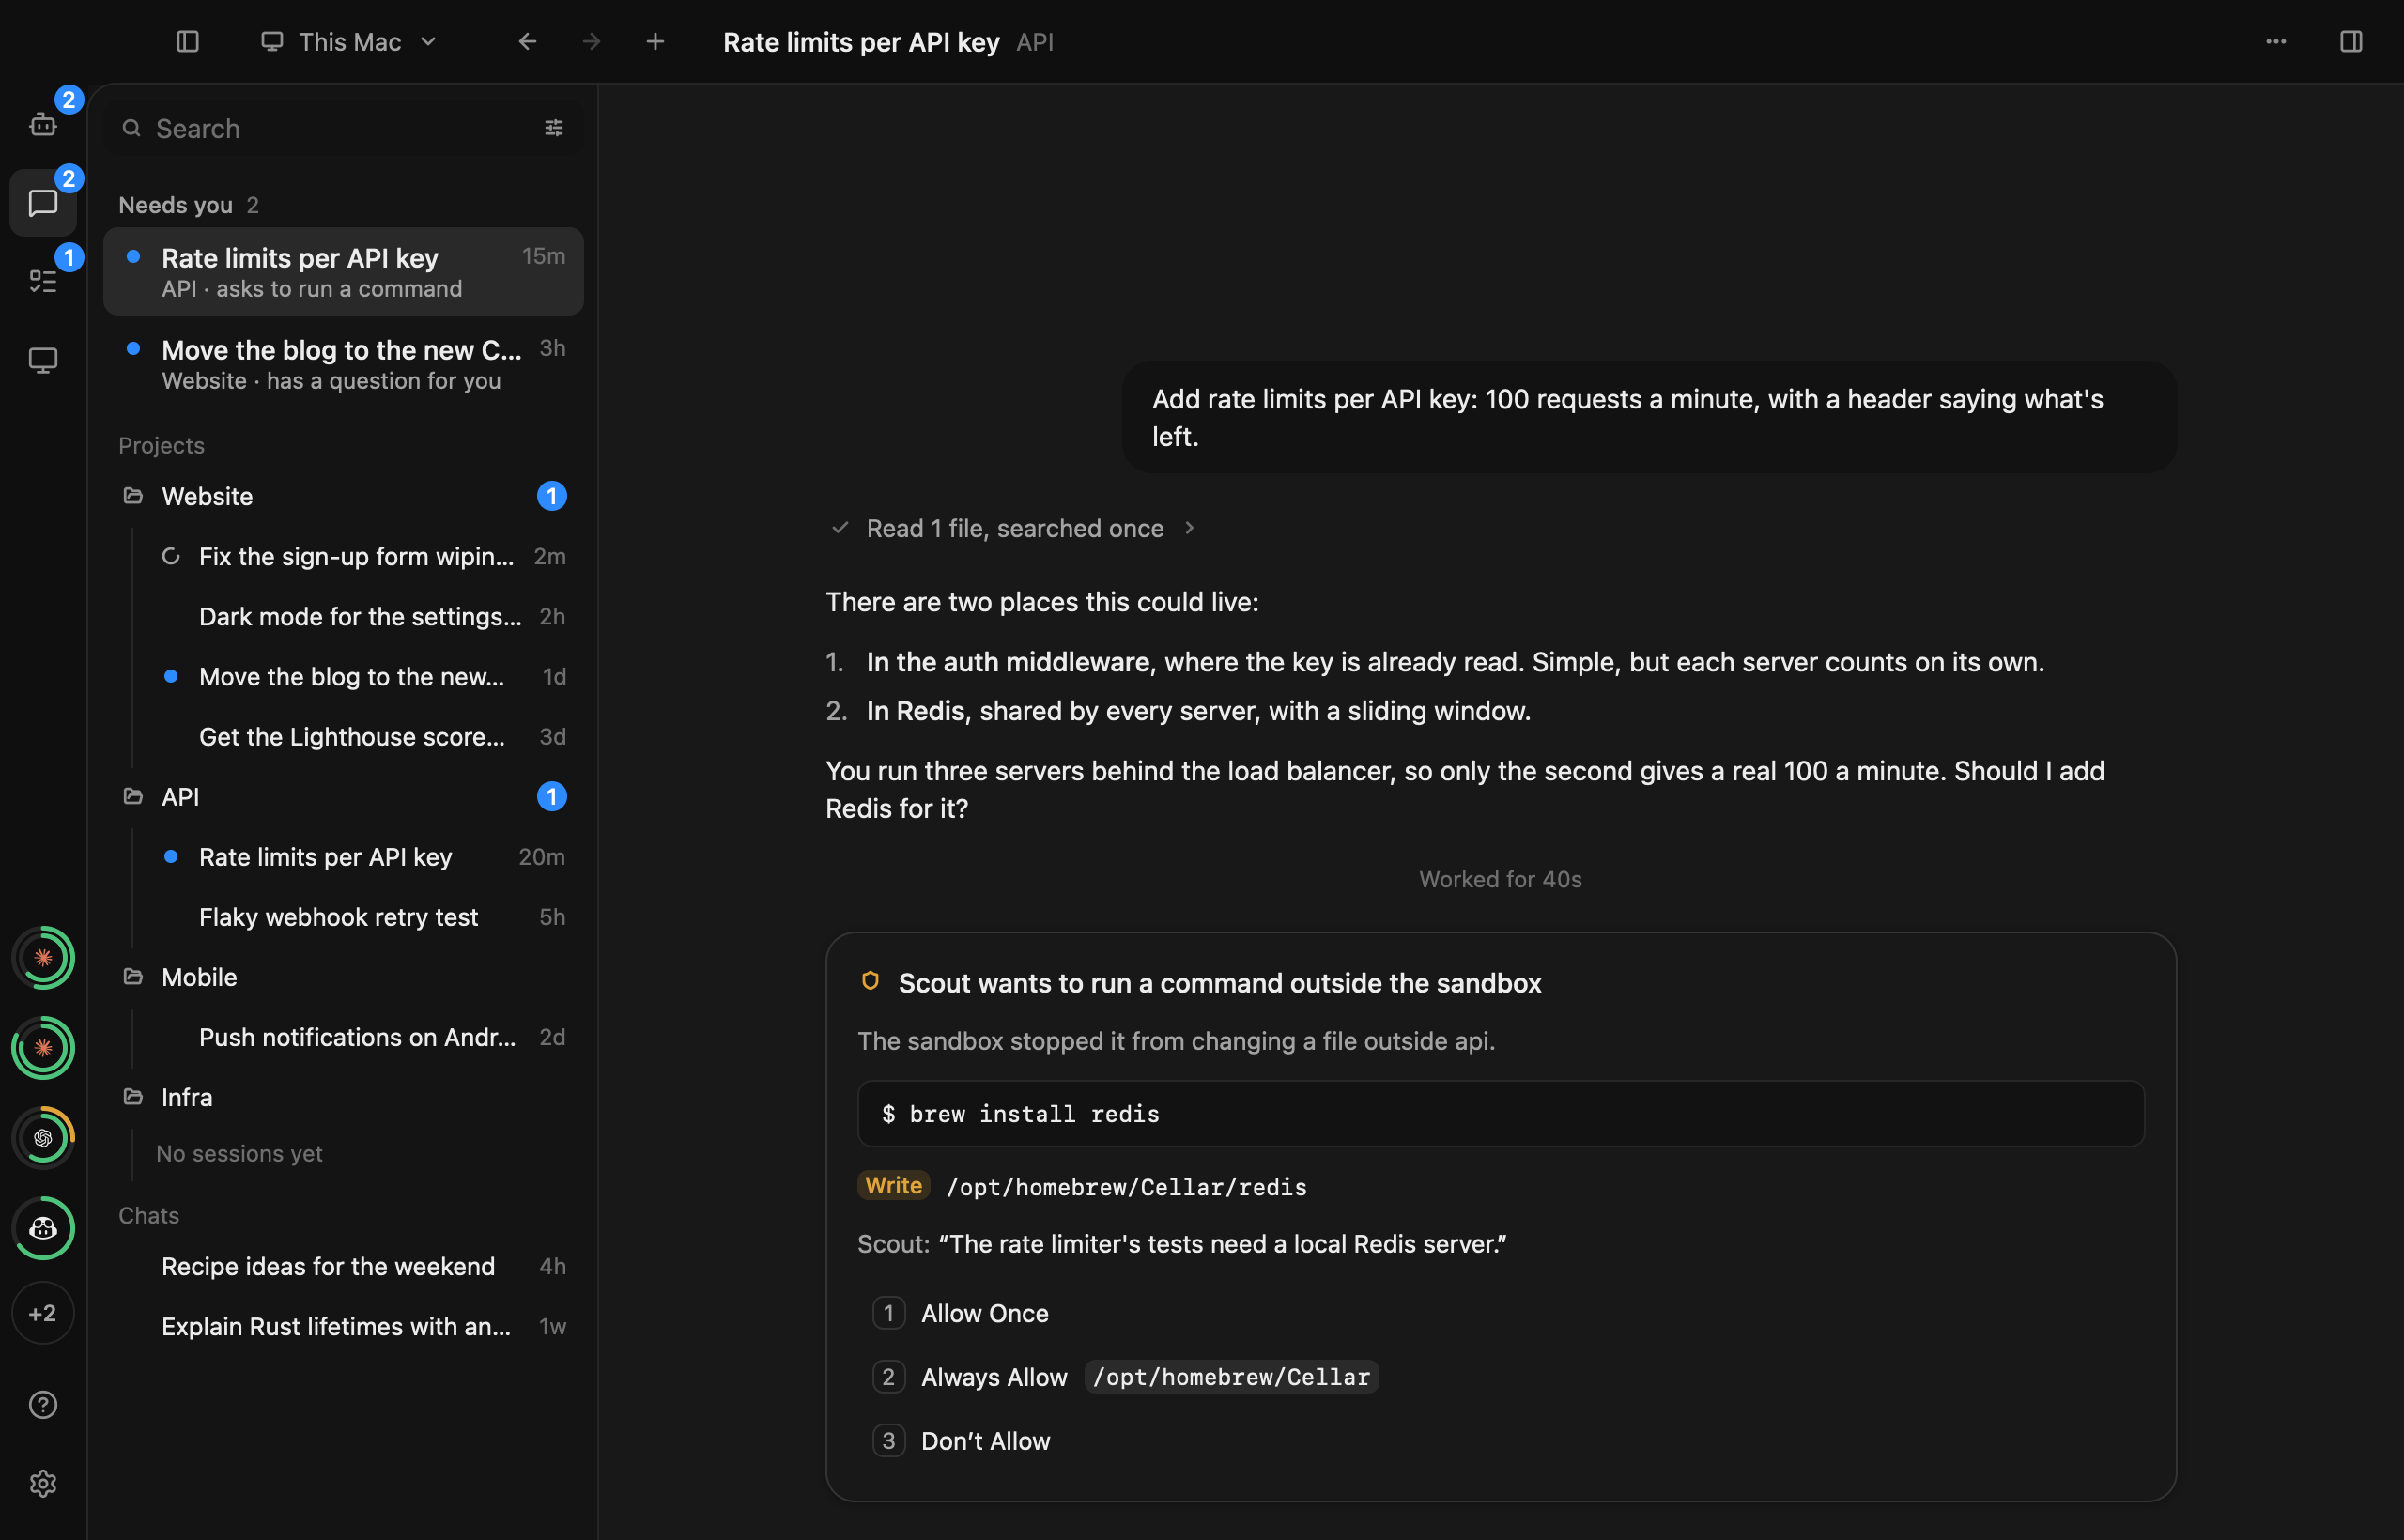 This Mac
Rate limits per API key API
2
2
1
+2
Search
Needs you 2
Rate limits per API key 15m
API · asks to run a command
Move the blog to the new C... 3h
Website · has a question for you
Projects
Website 1
Fix the sign-up form wipin... 2m
Dark mode for the settings... 2h
Move the blog to the new... 1d
Get the Lighthouse score... 3d
API 1
Rate limits per API key 20m
Flaky webhook retry test 5h
Mobile
Push notifications on Andr... 2d
Infra
No sessions yet
Chats
Recipe ideas for the weekend 4h
Explain Rust lifetimes with an... 1w
Add rate limits per API key: 100 requests a minute, with a header saying what's
left.
Read 1 file, searched once
There are two places this could live:
1. In the auth middleware, where the key is already read. Simple, but each server counts on its own.
2. In Redis, shared by every server, with a sliding window.
You run three servers behind the load balancer, so only the second gives a real 100 a minute. Should I add
Redis for it?
Worked for 40s
Scout wants to run a command outside the sandbox
The sandbox stopped it from changing a file outside api.
$ brew install redis
Write /opt/homebrew/Cellar/redis
Scout: “The rate limiter's tests need a local Redis server.”
1 Allow Once
2 Always Allow /opt/homebrew/Cellar
3 Don’t Allow